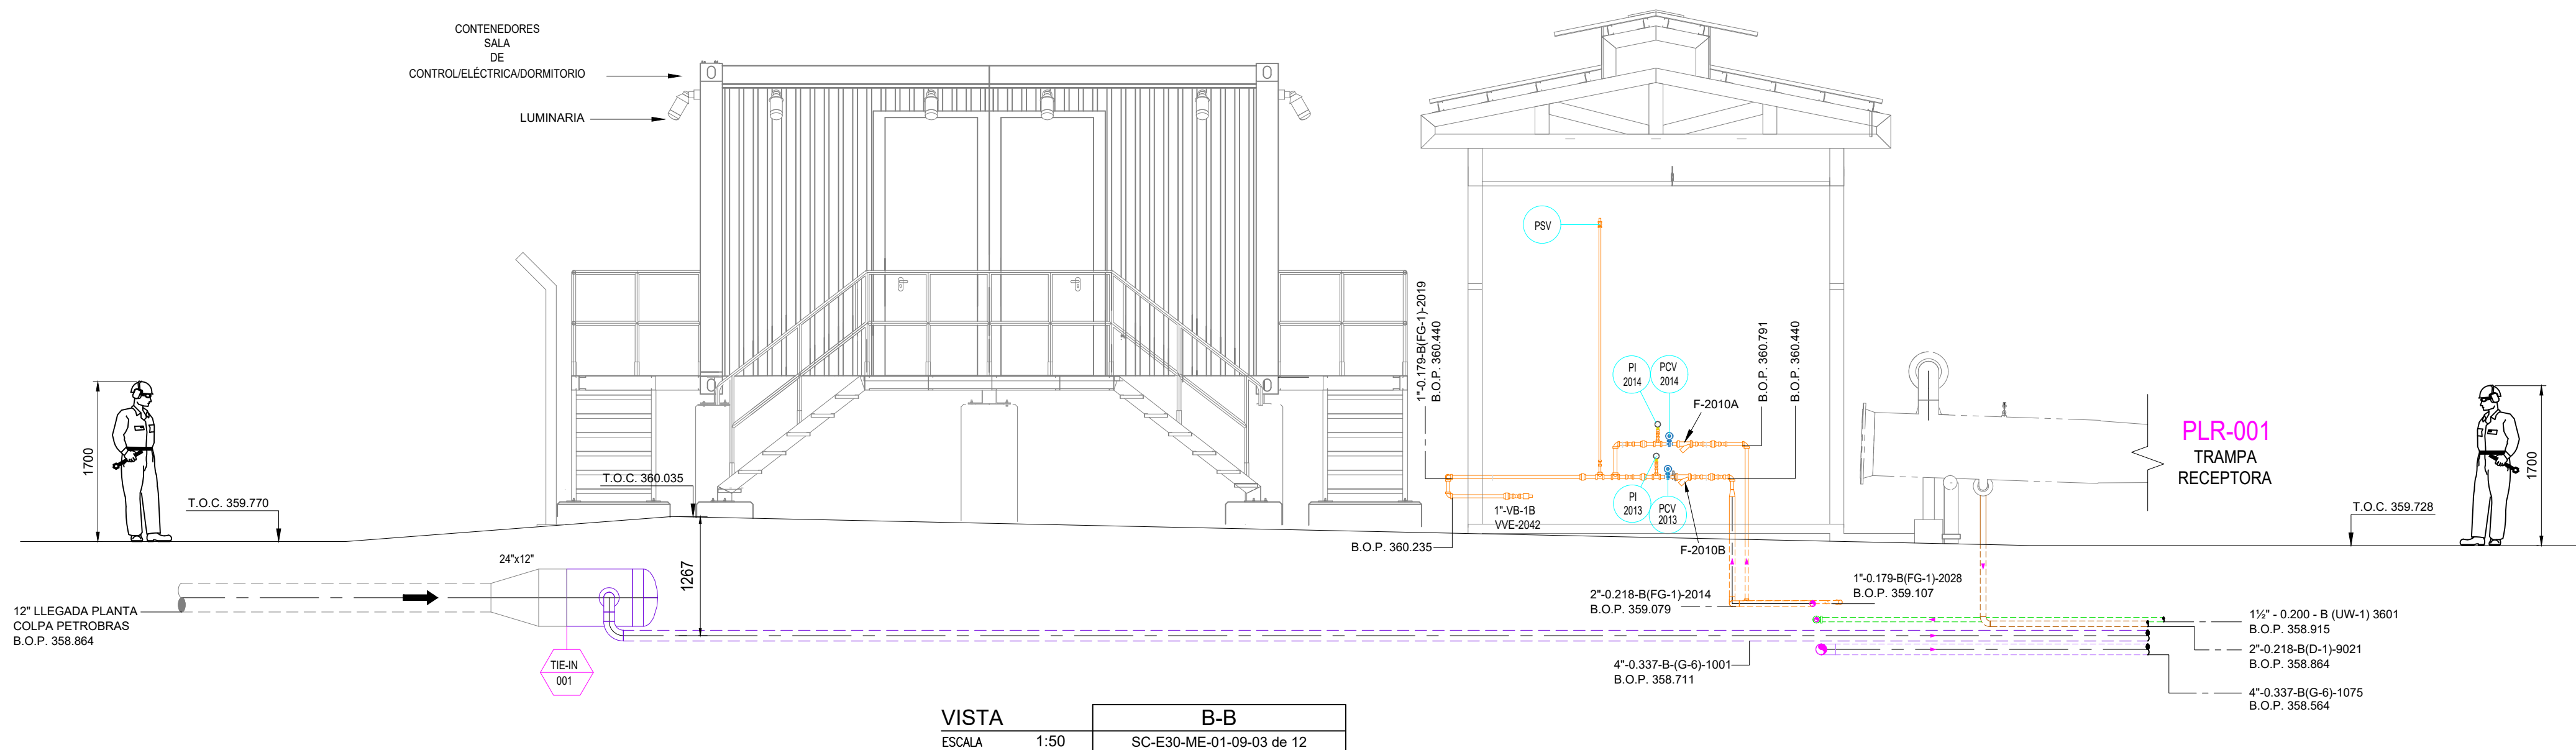 CONTENEDORES
SALA
DE
CONTROL/ELÉCTRICA/DORMITORIO
LUMINARIA
1700
T.O.C. 359.770
T.O.C. 360.035
24"x12"
1267
12" LLEGADA PLANTA
COLPA PETROBRAS
B.O.P. 358.864
TIE-IN
001
PSV
1"-0.179-B(FG-1)-2019
B.O.P. 360.440
PI
2014
PCV
2014
F-2010A
B.O.P. 360.791
B.O.P. 360.440
PI
2013
PCV
2013
F-2010B
1"-VB-1B
VVE-2042
B.O.P. 360.235
2"-0.218-B(FG-1)-2014
B.O.P. 359.079
1"-0.179-B(FG-1)-2028
B.O.P. 359.107
4"-0.337-B-(G-6)-1001
B.O.P. 358.711
PLR-001
TRAMPA
RECEPTORA
T.O.C. 359.728
1700
1½" - 0.200 - B (UW-1) 3601
B.O.P. 358.915
2"-0.218-B(D-1)-9021
B.O.P. 358.864
4"-0.337-B(G-6)-1075
B.O.P. 358.564
VISTA B-B
ESCALA 1:50 SC-E30-ME-01-09-03 de 12